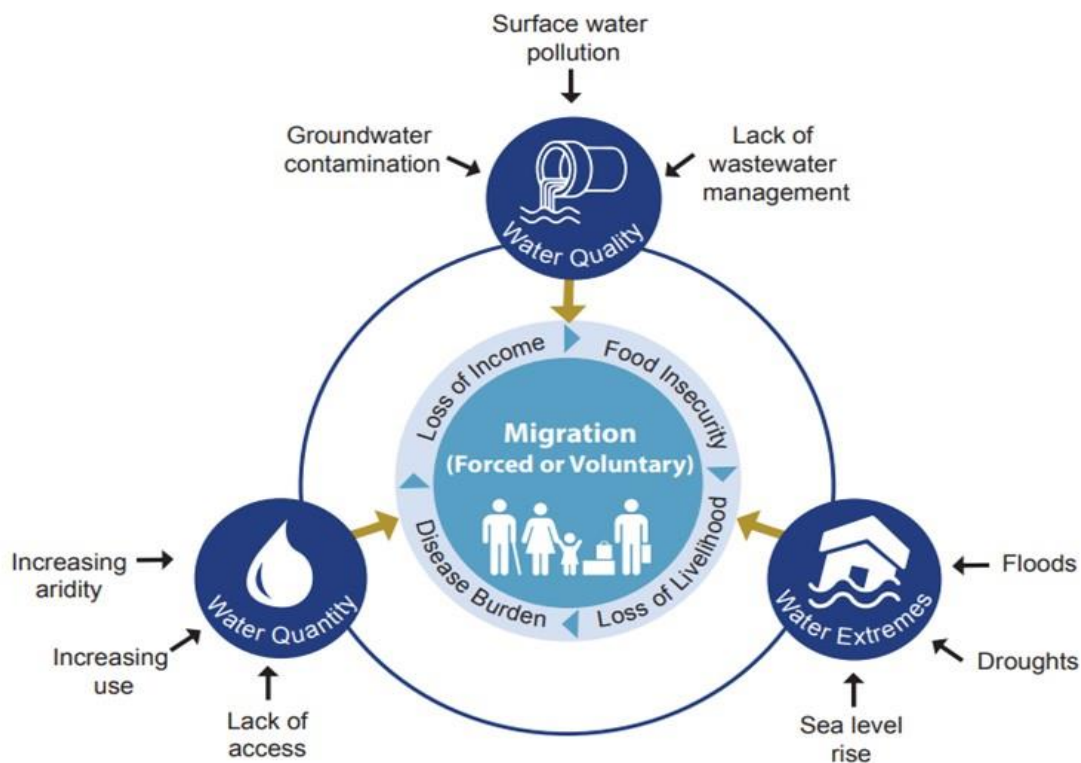 Surface water
pollution
Groundwater
contamination
Lack of
wastewater
management
Water Quality
Loss of Income
Food Insecurity
Migration
(Forced or Voluntary)
Disease Burden
Loss of Livelihood
Increasing
aridity
Water Quantity
Increasing
use
Lack of
access
Water Extremes
Floods
Droughts
Sea level
rise